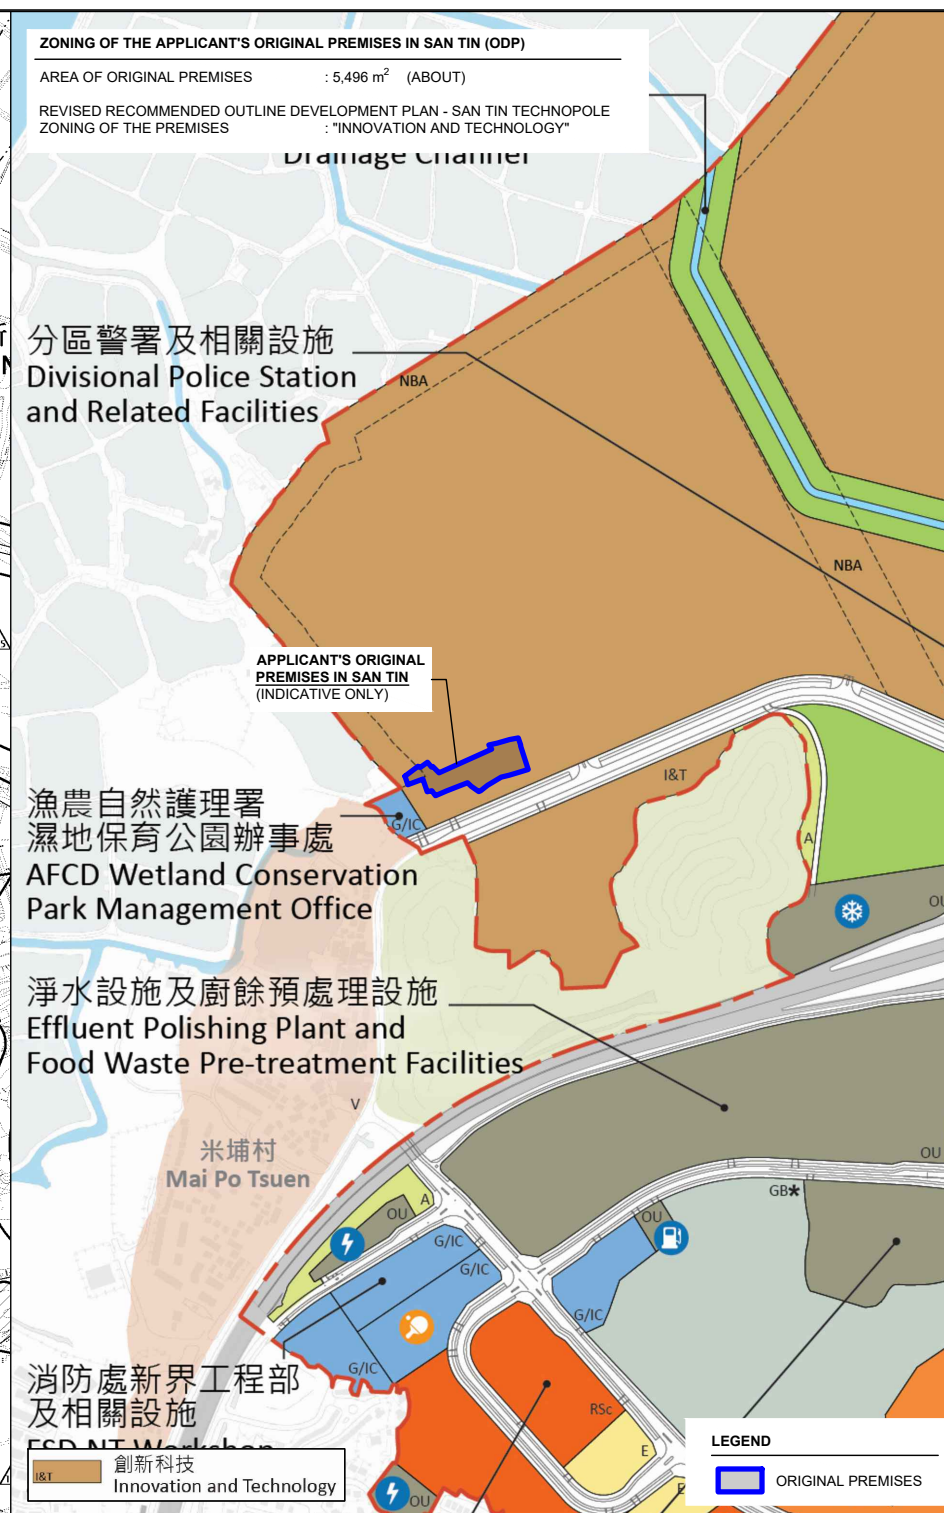 ZONING OF THE APPLICANT'S ORIGINAL PREMISES IN SAN TIN (ODP)
AREA OF ORIGINAL PREMISES : 5,496 m² (ABOUT)
REVISED RECOMMENDED OUTLINE DEVELOPMENT PLAN - SAN TIN TECHNOPOLE
ZONING OF THE PREMISES : "INNOVATION AND TECHNOLOGY"
Drainage Channel
分區警署及相關設施
Divisional Police Station
and Related Facilities
NBA
NBA
APPLICANT'S ORIGINAL
PREMISES IN SAN TIN
(INDICATIVE ONLY)
I&T
漁農自然護理署
濕地保育公園辦事處
AFCD Wetland Conservation
Park Management Office
G/IC
A
OU
淨水設施及廚餘預處理設施
Effluent Polishing Plant and
Food Waste Pre-treatment Facilities
V
米埔村
Mai Po Tsuen
OU
GB*
A
OU
OU
G/IC
G/IC
G/IC
G/IC
消防處新界工程部
及相關設施
FSD NT Workshop
RSc
E
E
OU
I&T
創新科技
Innovation and Technology
LEGEND
ORIGINAL PREMISES